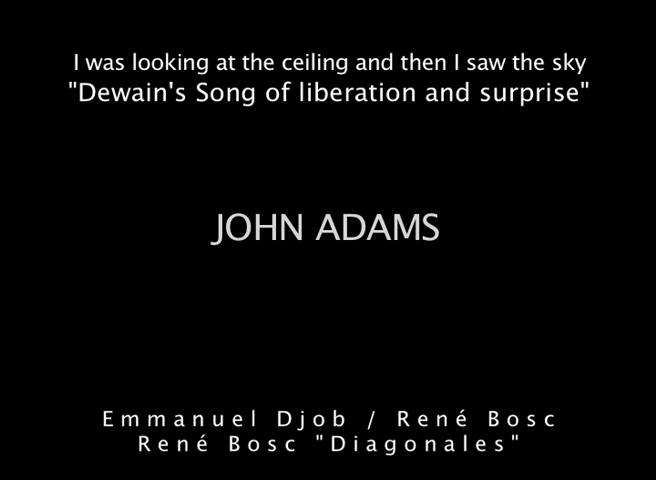 I was looking at the ceiling and then I saw the sky
"Dewain's Song of liberation and surprise"
JOHN ADAMS
Emmanuel Djob / René Bosc
René Bosc "Diagonales"